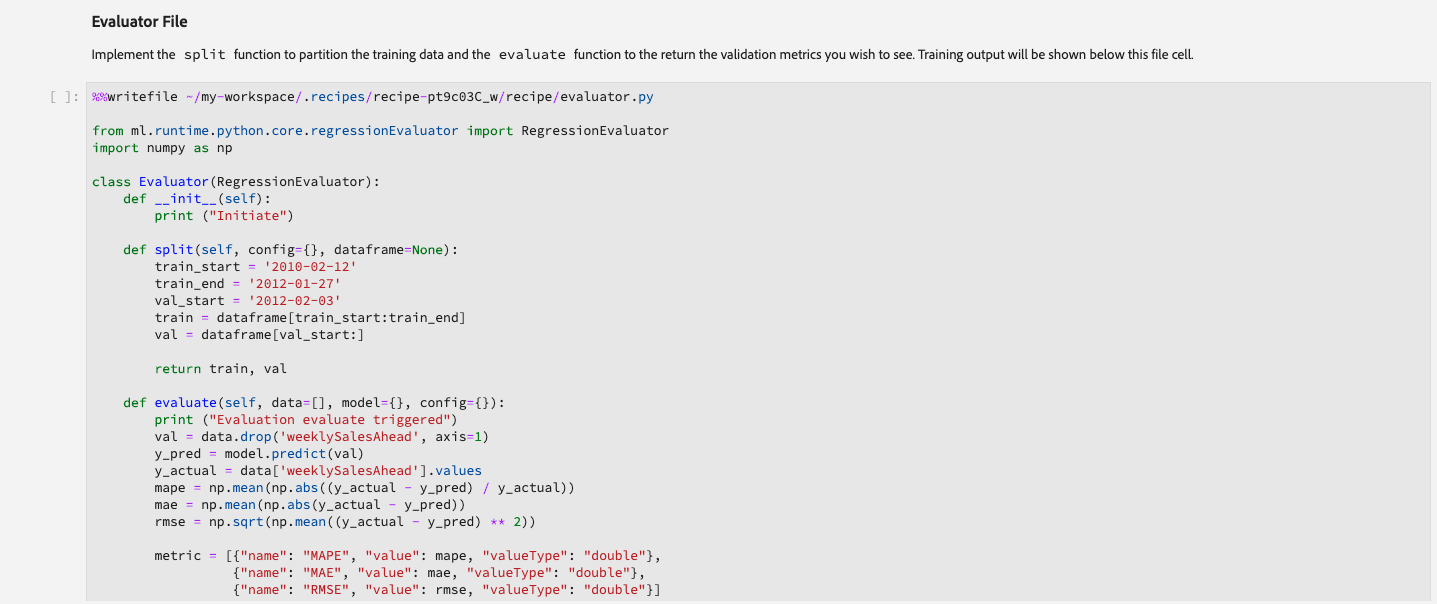 Evaluator File
Implement the split function to partition the training data and the evaluate function to the return the validation metrics you wish to see. Training output will be shown below this file cell.
[ ]: %%writefile ~/my-workspace/.recipes/recipe-pt9c03C_w/recipe/evaluator.py
from ml.runtime.python.core.regressionEvaluator import RegressionEvaluator
import numpy as np
class Evaluator(RegressionEvaluator):
    def __init__(self):
        print ("Initiate")
    def split(self, config={}, dataframe=None):
        train_start = '2010-02-12'
        train_end = '2012-01-27'
        val_start = '2012-02-03'
        train = dataframe[train_start:train_end]
        val = dataframe[val_start:]
        return train, val
    def evaluate(self, data=[], model={}, config={}):
        print ("Evaluation evaluate triggered")
        val = data.drop('weeklySalesAhead', axis=1)
        y_pred = model.predict(val)
        y_actual = data['weeklySalesAhead'].values
        mape = np.mean(np.abs((y_actual - y_pred) / y_actual))
        mae = np.mean(np.abs(y_actual - y_pred))
        rmse = np.sqrt(np.mean((y_actual - y_pred) ** 2))
        metric = [{"name": "MAPE", "value": mape, "valueType": "double"},
                  {"name": "MAE", "value": mae, "valueType": "double"},
                  {"name": "RMSE", "value": rmse, "valueType": "double"}]